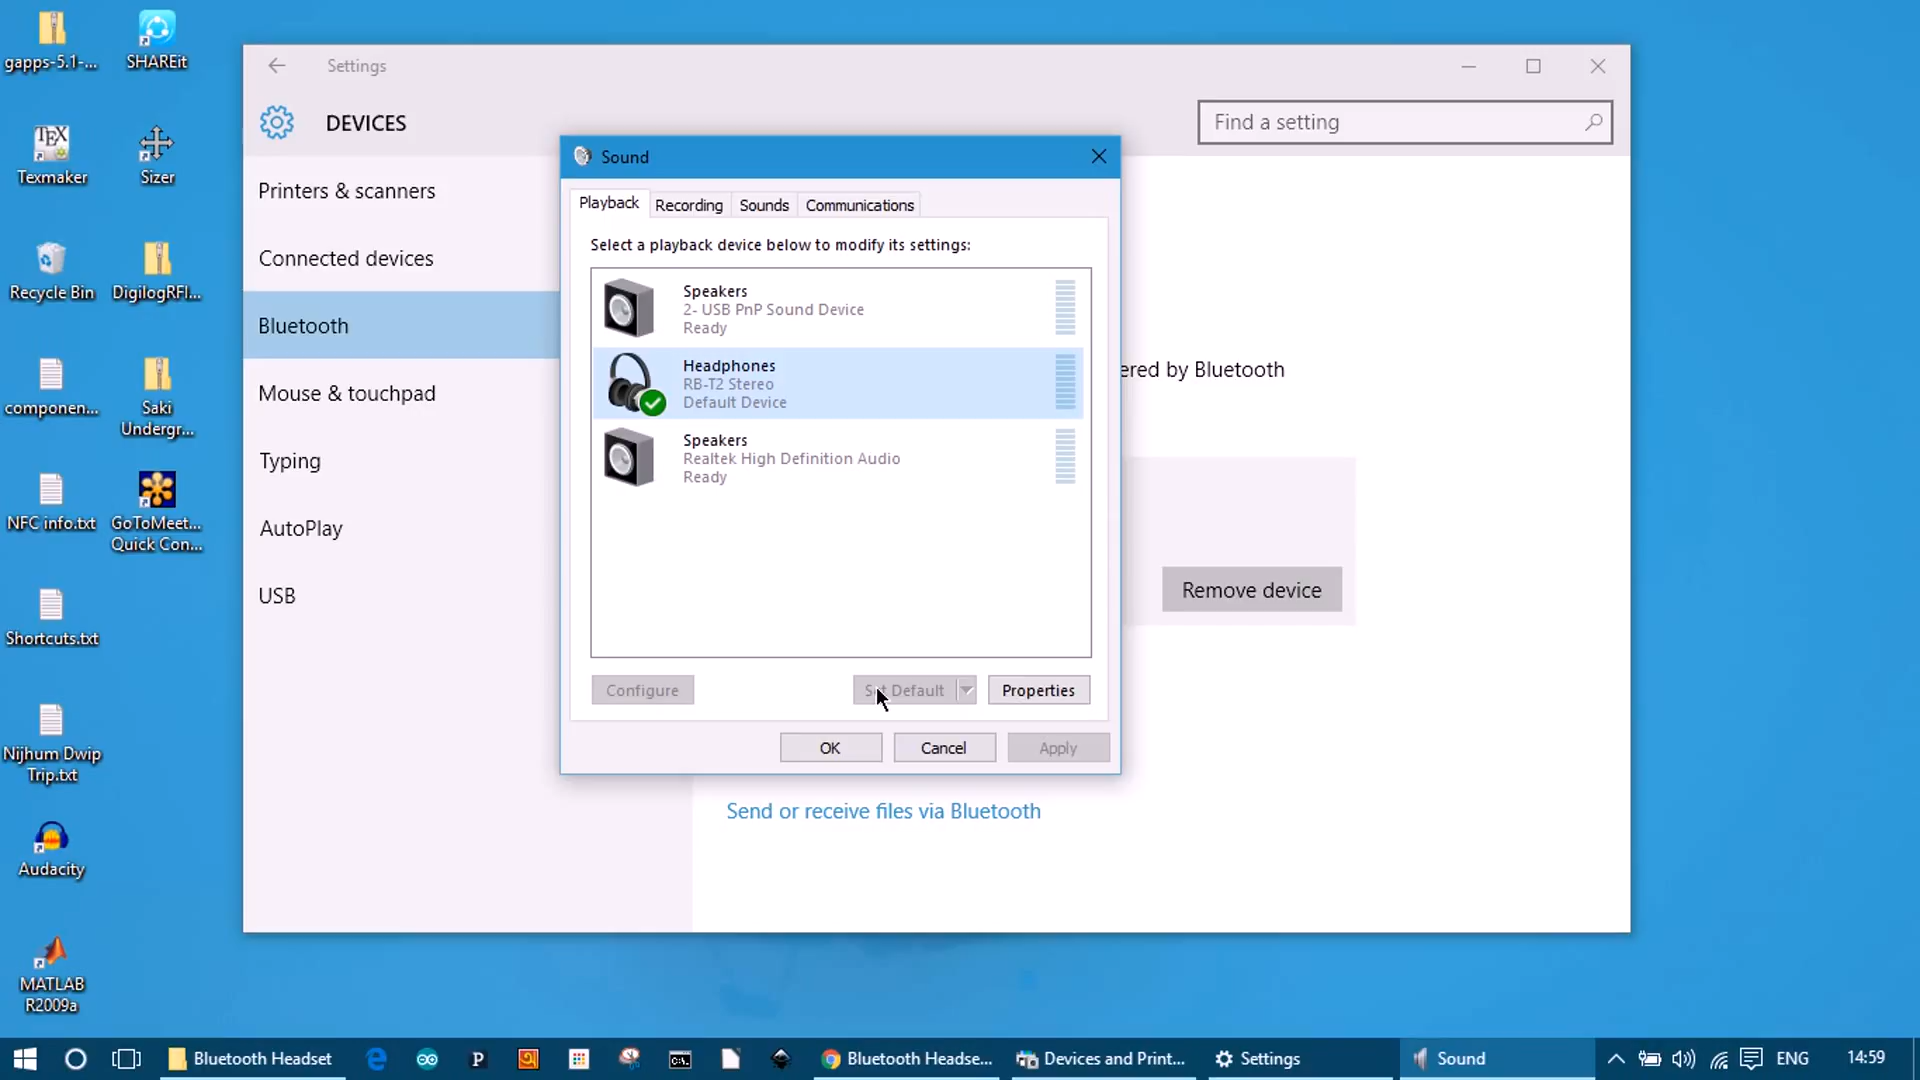 gapps-5.1-...
SHAREit
Texmaker
Sizer
Recycle Bin
DigilogRFI...
componen...
Saki
Undergr...
NFC info.txt
GoToMeet...
Quick Con...
Shortcuts.txt
Nijhum Dwip
Trip.txt
Audacity
MATLAB
R2009a
Settings
DEVICES
Find a setting
Printers & scanners
Connected devices
Bluetooth
Mouse & touchpad
Typing
AutoPlay
USB
ered by Bluetooth
Remove device
Send or receive files via Bluetooth
Sound
Playback
Recording
Sounds
Communications
Select a playback device below to modify its settings:
Speakers
2- USB PnP Sound Device
Ready
Headphones
RB-T2 Stereo
Default Device
Speakers
Realtek High Definition Audio
Ready
Configure
Set Default
Properties
OK
Cancel
Apply
Bluetooth Headset
Bluetooth Headse...
Devices and Print...
Settings
Sound
ENG
14:59